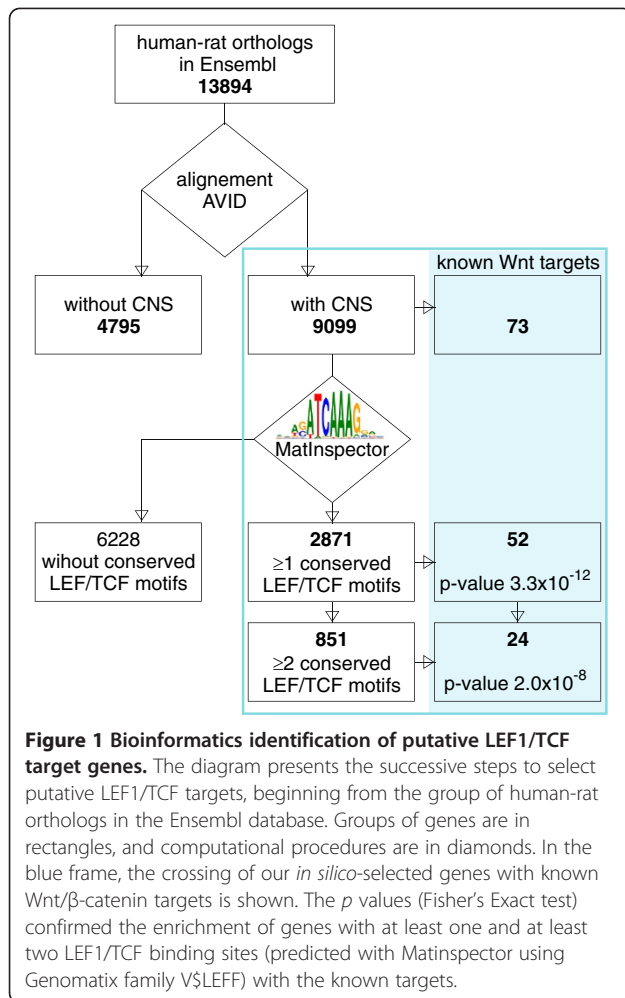 human-rat orthologs
in Ensembl
13894
alignement
AVID
known Wnt targets
without CNS
4795
with CNS
9099
73
ATCAAAG
MatInspector
6228
wihout conserved
LEF/TCF motifs
2871
≥1 conserved
LEF/TCF motifs
52
p-value 3.3x10⁻¹²
851
≥2 conserved
LEF/TCF motifs
24
p-value 2.0x10⁻⁸
Figure 1 Bioinformatics identification of putative LEF1/TCF
target genes. The diagram presents the successive steps to select
putative LEF1/TCF targets, beginning from the group of human-rat
orthologs in the Ensembl database. Groups of genes are in
rectangles, and computational procedures are in diamonds. In the
blue frame, the crossing of our in silico-selected genes with known
Wnt/β-catenin targets is shown. The p values (Fisher's Exact test)
confirmed the enrichment of genes with at least one and at least
two LEF1/TCF binding sites (predicted with Matinspector using
Genomatix family V$LEFF) with the known targets.